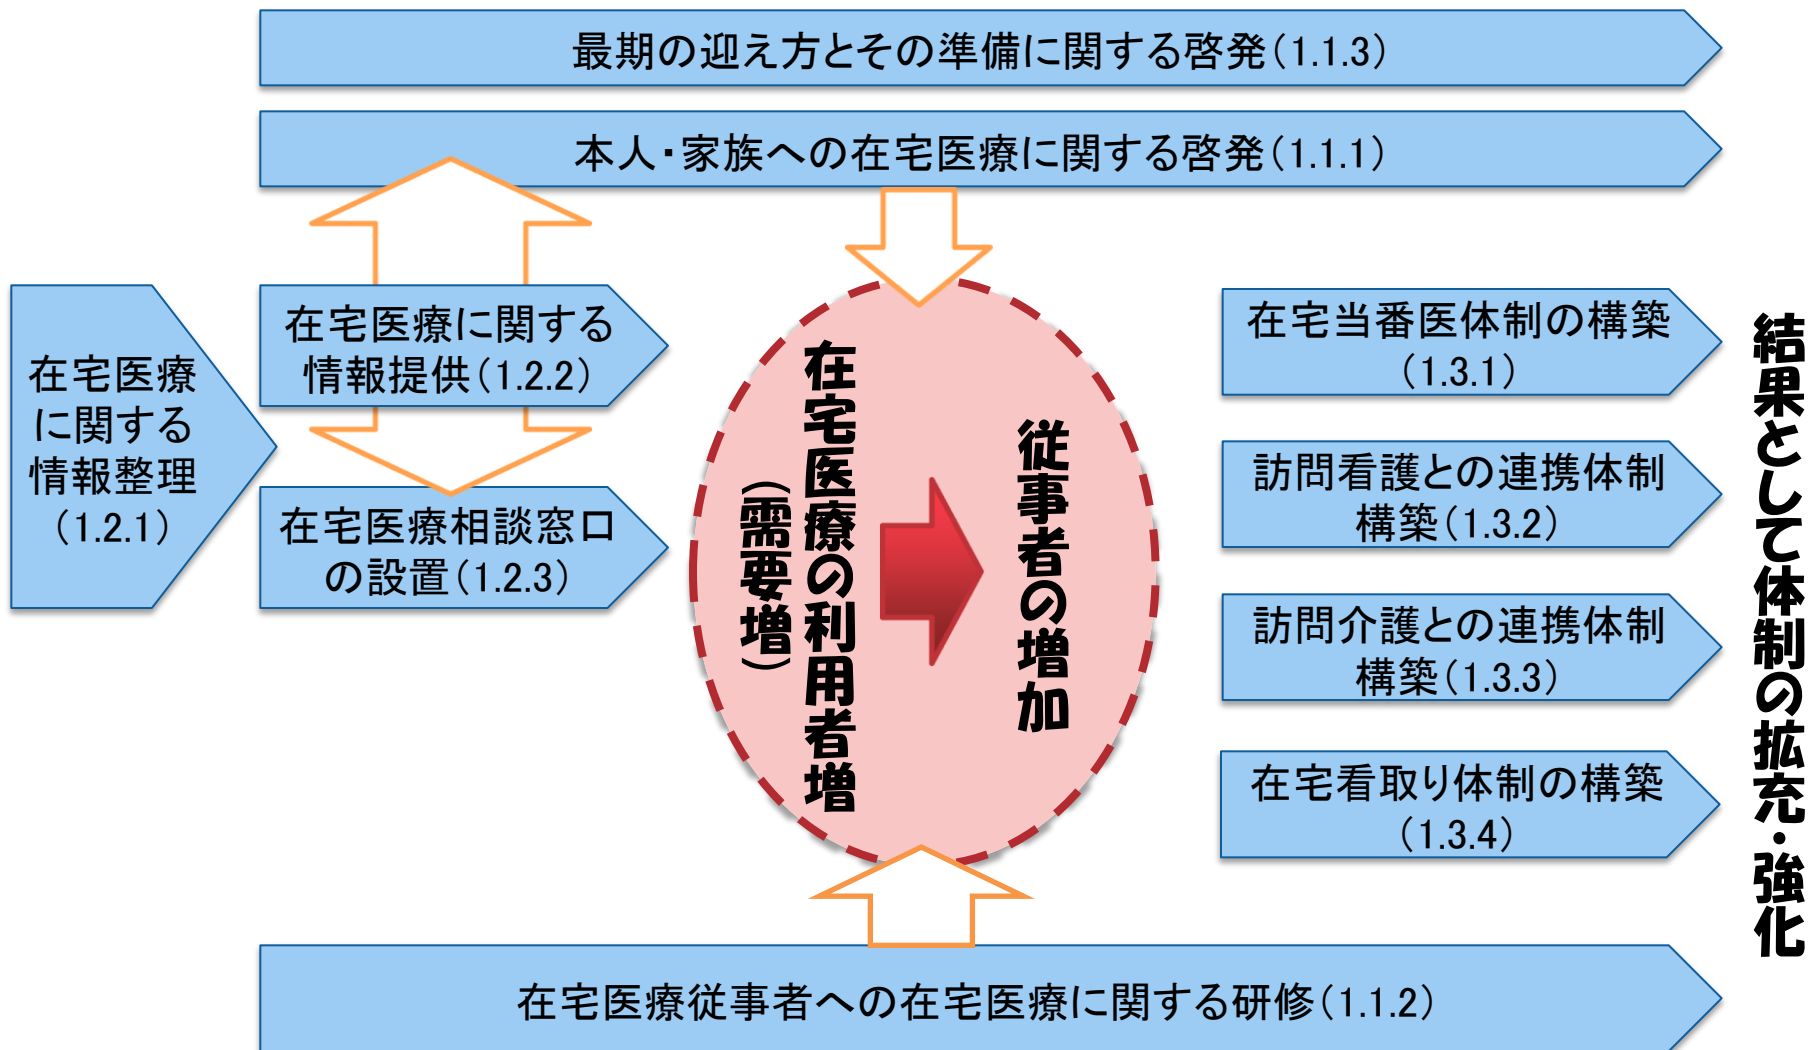 最期の迎え方とその準備に関する啓発(1.1.3)
本人・家族への在宅医療に関する啓発(1.1.1)
在宅医療
に関する
情報整理
(1.2.1)
在宅医療に関する
情報提供(1.2.2)
在宅医療相談窓口
の設置(1.2.3)
在宅医療の利用者増
(需要増)
従事者の増加
在宅当番医体制の構築
(1.3.1)
訪問看護との連携体制
構築(1.3.2)
訪問介護との連携体制
構築(1.3.3)
在宅看取り体制の構築
(1.3.4)
結果として体制の拡充・強化
在宅医療従事者への在宅医療に関する研修(1.1.2)